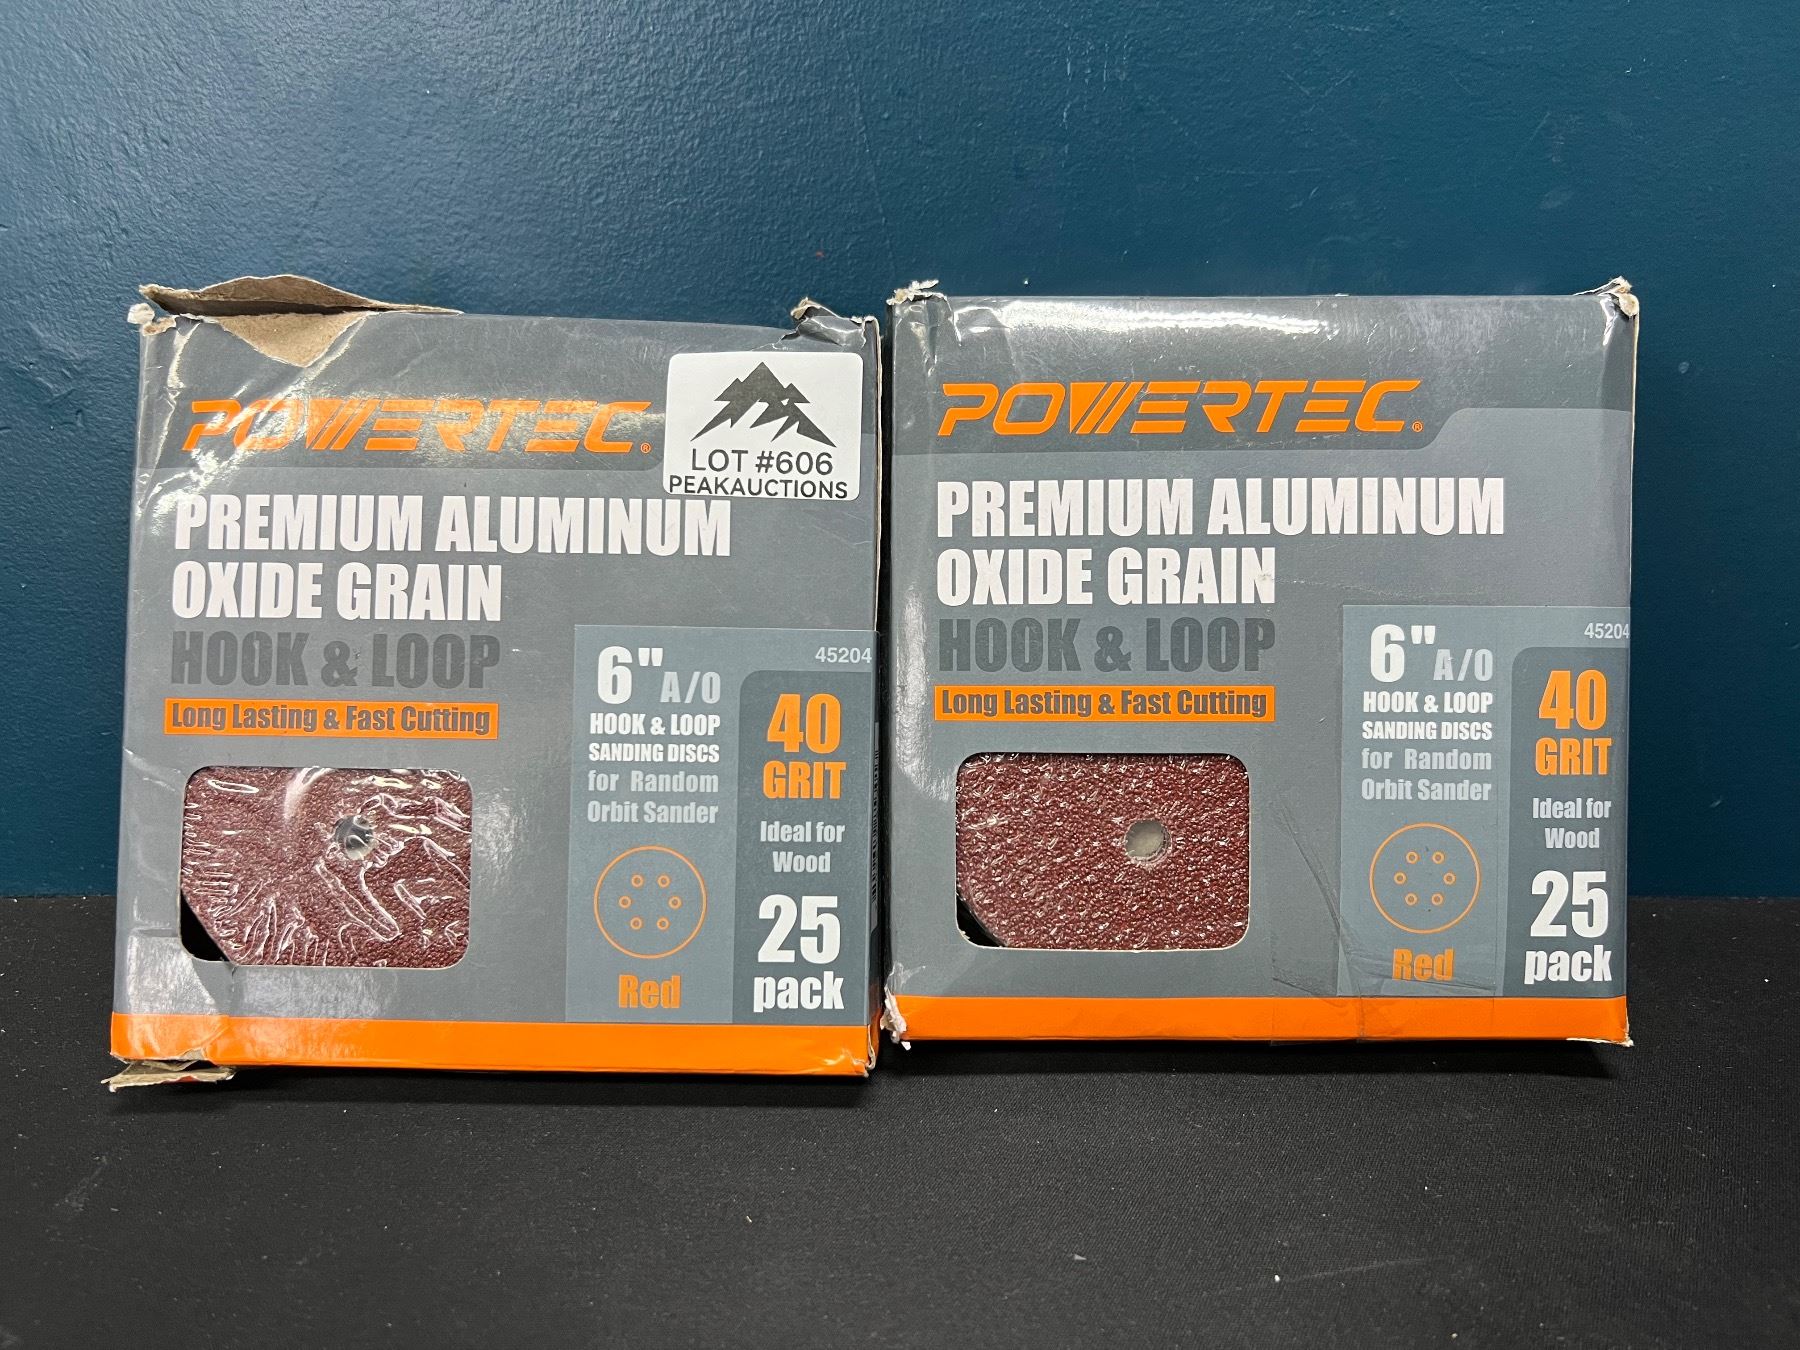 POWERTEC®
LOT #606
PEAKAUCTIONS
PREMIUM ALUMINUM
OXIDE GRAIN
HOOK & LOOP
Long Lasting & Fast Cutting
6" A/O
HOOK & LOOP
SANDING DISCS
for Random
Orbit Sander
Red
45204
40
GRIT
Ideal for
Wood
25
pack
POWERTEC®
PREMIUM ALUMINUM
OXIDE GRAIN
HOOK & LOOP
Long Lasting & Fast Cutting
6" A/O
HOOK & LOOP
SANDING DISCS
for Random
Orbit Sander
Red
45204
40
GRIT
Ideal for
Wood
25
pack